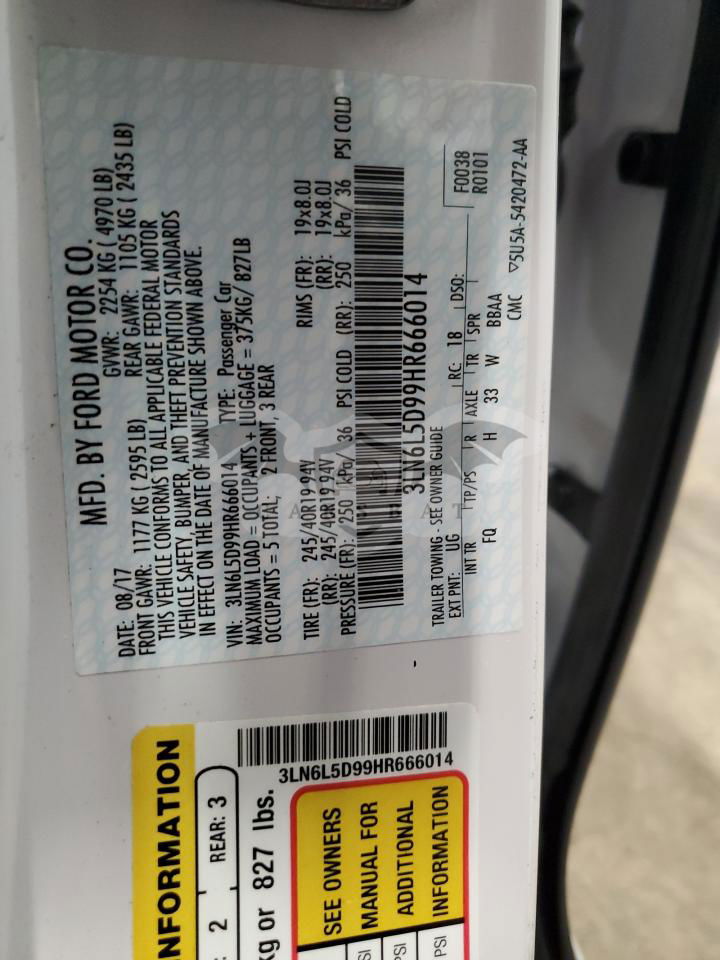 MFD. BY FORD MOTOR CO.
DATE: 08/17 GVWR: 2254 KG ( 4970 LB)
FRONT GAWR: 1177 KG ( 2595 LB) REAR GAWR: 1105 KG ( 2435 LB)
THIS VEHICLE CONFORMS TO ALL APPLICABLE FEDERAL MOTOR
VEHICLE SAFETY, BUMPER, AND THEFT PREVENTION STANDARDS
IN EFFECT ON THE DATE OF MANUFACTURE SHOWN ABOVE.
VIN: 3LN6L5D99HR666014 TYPE: Passenger Car
MAXIMUM LOAD = OCCUPANTS + LUGGAGE = 375KG/ 827LB
OCCUPANTS = 5 TOTAL; 2 FRONT, 3 REAR
TIRE (FR): 245/40R19 94V RIMS (FR): 19x8.0J
(RR): 245/40R19 94V (RR): 19x8.0J
PRESSURE (FR): 250 kPa/ 36 PSI COLD (RR): 250 kPa/ 36 PSI COLD
3LN6L5D99HR666014
TRAILER TOWING - SEE OWNER GUIDE
EXT PNT: UG RC: 18 DSO:
INT TR TP/PS R AXLE TR SPR
FQ H 33 W BBAA
CMC
F0038
R0101
▽5U5A-5420472-AA
INFORMATION
2 REAR: 3
kg or 827 lbs.
3LN6L5D99HR666014
SEE OWNERS
MANUAL FOR
ADDITIONAL
INFORMATION
PSI
PSI
PSI